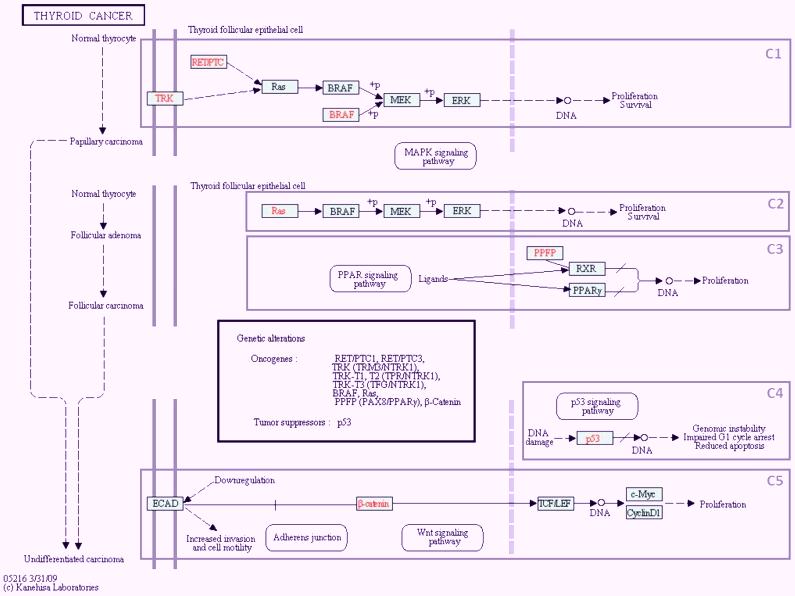 THYROID CANCER
Thyroid follicular epithelial cell
Normal thyrocyte
C1
RET/PTC
TRK
Ras
BRAF
+p
MEK
+p
ERK
BRAF
+p
DNA
Proliferation
Survival
Papillary carcinoma
MAPK signaling
pathway
Thyroid follicular epithelial cell
Normal thyrocyte
C2
Ras
BRAF
+p
MEK
+p
ERK
DNA
Proliferation
Survival
Follicular adenoma
C3
PPFP
PPAR signaling
pathway
Ligands
RXR
PPARγ
DNA
Proliferation
Follicular carcinoma
Genetic alterations
Oncogenes : RET/PTC1, RET/PTC3,
TRK (TRM3/NTRK1),
TRK-T1, T2 (TPR/NTRK1),
TRK-T3 (TFG/NTRK1),
BRAF, Ras,
PPFP (PAX8/PPARγ), β-Catenin
Tumor suppressors : p53
C4
p53 signaling
pathway
DNA
damage
p53
DNA
Genomic instability
Impaired G1 cycle arrest
Reduced apoptosis
C5
Downregulation
ECAD
β-catenin
TCF/LEF
DNA
c-Myc
CyclinD1
Proliferation
Increased invasion
and cell motility
Adherens junction
Wnt signaling
pathway
Undifferentiated carcinoma
05216 3/31/09
(c) Kanehisa Laboratories